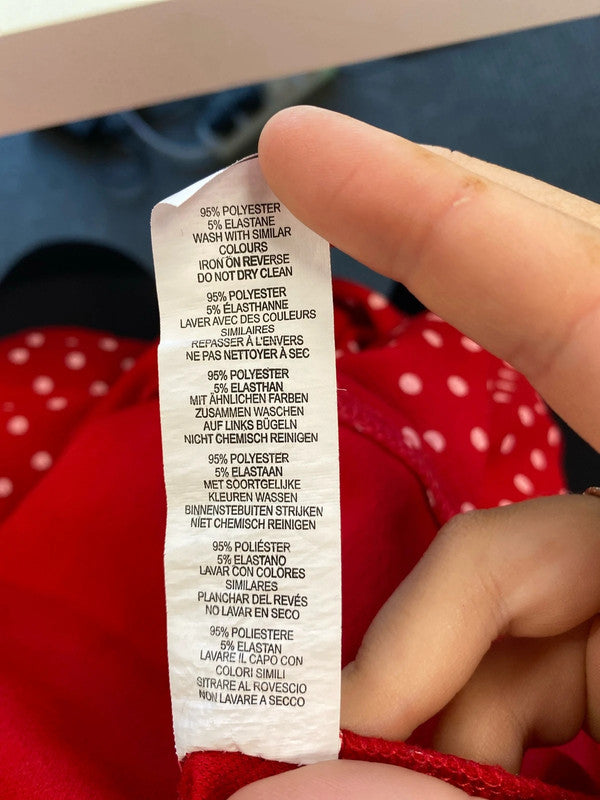 95% POLYESTER
5% ELASTANE
WASH WITH SIMILAR
COLOURS
IRON ON REVERSE
DO NOT DRY CLEAN
95% POLYESTER
5% ÉLASTHANNE
LAVER AVEC DES COULEURS
SIMILAIRES
REPASSER À L'ENVERS
NE PAS NETTOYER À SEC
95% POLYESTER
5% ELASTHAN
MIT ÄHNLICHEN FARBEN
ZUSAMMEN WASCHEN
AUF LINKS BÜGELN
NICHT CHEMISCH REINIGEN
95% POLYESTER
5% ELASTAAN
MET SOORTGELIJKE
KLEUREN WASSEN
BINNENSTEBUITEN STRIJKEN
NIET CHEMISCH REINIGEN
95% POLIÉSTER
5% ELASTANO
LAVAR CON COLORES
SIMILARES
PLANCHAR DEL REVÉS
NO LAVAR EN SECO
95% POLIESTERE
5% ELASTAN
LAVARE IL CAPO CON
COLORI SIMILI
SITRARE AL ROVESCIO
NON LAVARE A SECCO